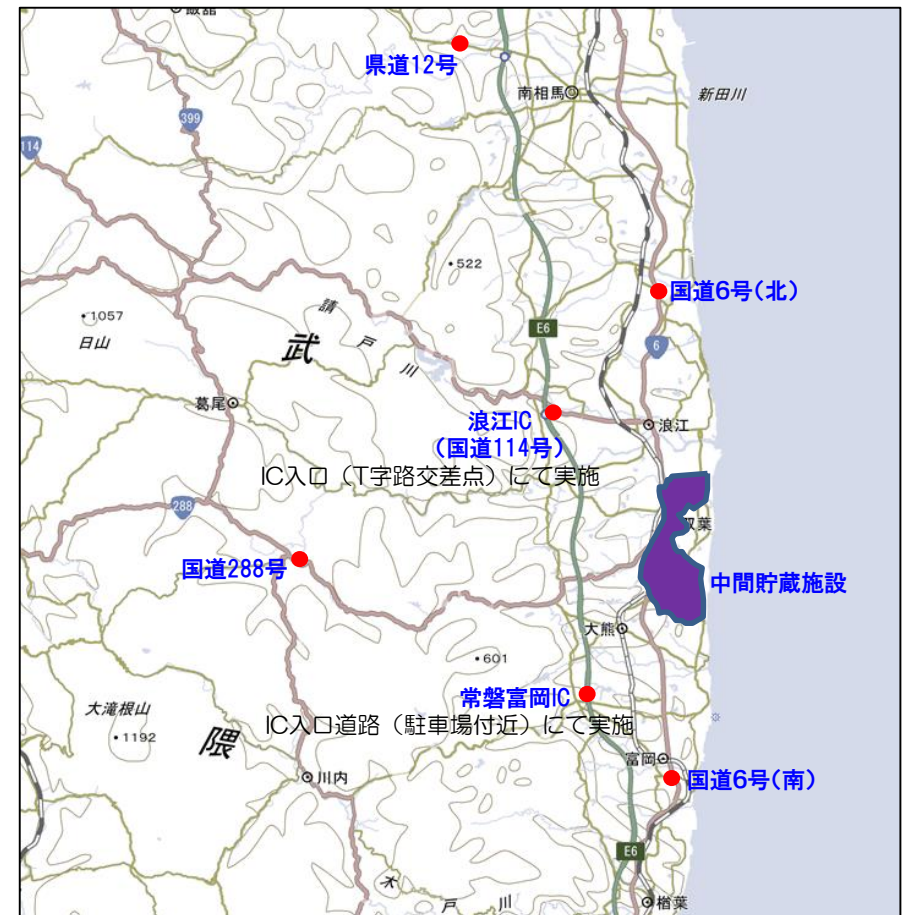 飯舘
県道12号
南相馬
新田川
399
114
522
国道6号（北）
請
戸
川
1057
日山
武
E6
6
葛尾
浪江IC
（国道114号）
浪江
IC入口（T字路交差点）にて実施
288
双葉
国道288号
中間貯蔵施設
大熊
601
常磐富岡IC
大滝根山
1192
隈
IC入口道路（駐車場付近）にて実施
富岡
川内
国道6号（南）
E6
木
戸
川
楢葉